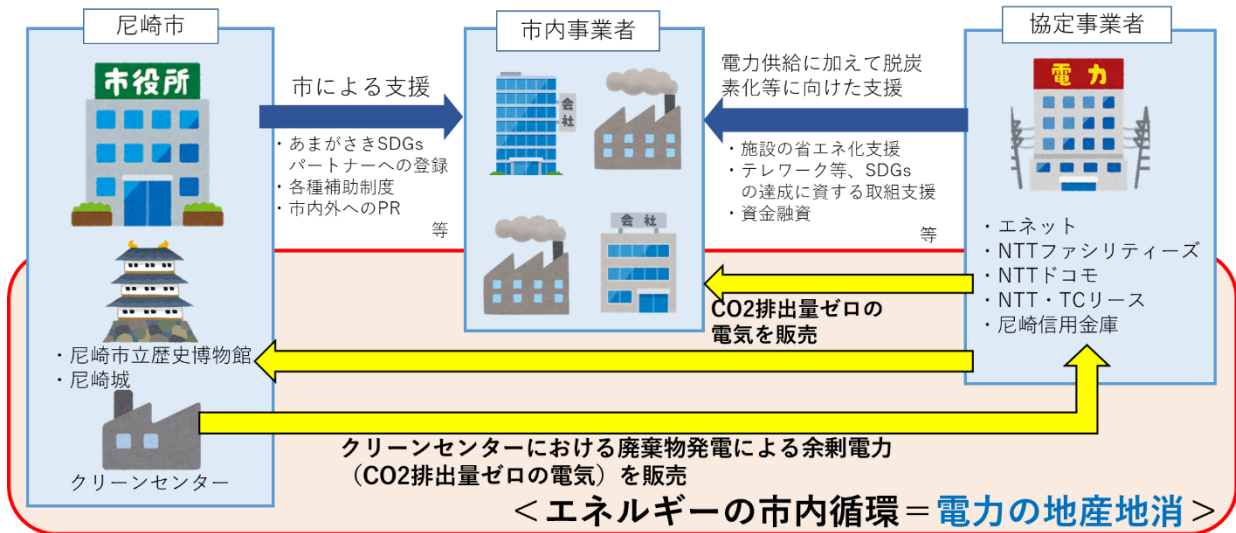 尼崎市
市役所
市による支援
・あまがさきSDGs
パートナーへの登録
・各種補助制度
・市内外へのPR
等
・尼崎市立歴史博物館
・尼崎城
クリーンセンター
市内事業者
会社
会社
電力供給に加えて脱炭
素化等に向けた支援
・施設の省エネ化支援
・テレワーク等、SDGs
の達成に資する取組支援
・資金融資
等
協定事業者
電力
・エネット
・NTTファシリティーズ
・NTTドコモ
・NTT・TCリース
・尼崎信用金庫
CO2排出量ゼロの
電気を販売
クリーンセンターにおける廃棄物発電による余剰電力
（CO2排出量ゼロの電気）を販売
＜エネルギーの市内循環＝電力の地産地消＞